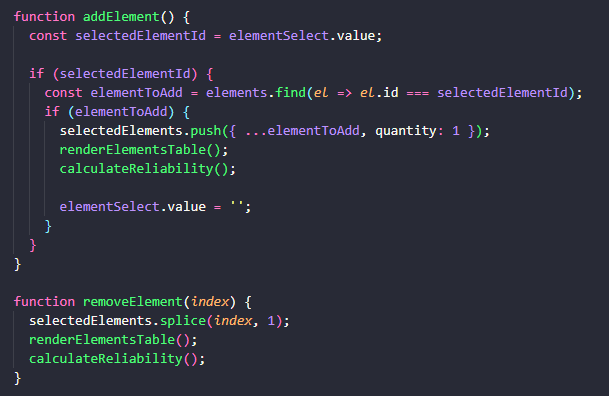 function addElement() {
  const selectedElementId = elementSelect.value;

  if (selectedElementId) {
    const elementToAdd = elements.find(el => el.id === selectedElementId);
    if (elementToAdd) {
      selectedElements.push({ ...elementToAdd, quantity: 1 });
      renderElementsTable();
      calculateReliability();

      elementSelect.value = '';
    }
  }
}

function removeElement(index) {
  selectedElements.splice(index, 1);
  renderElementsTable();
  calculateReliability();
}